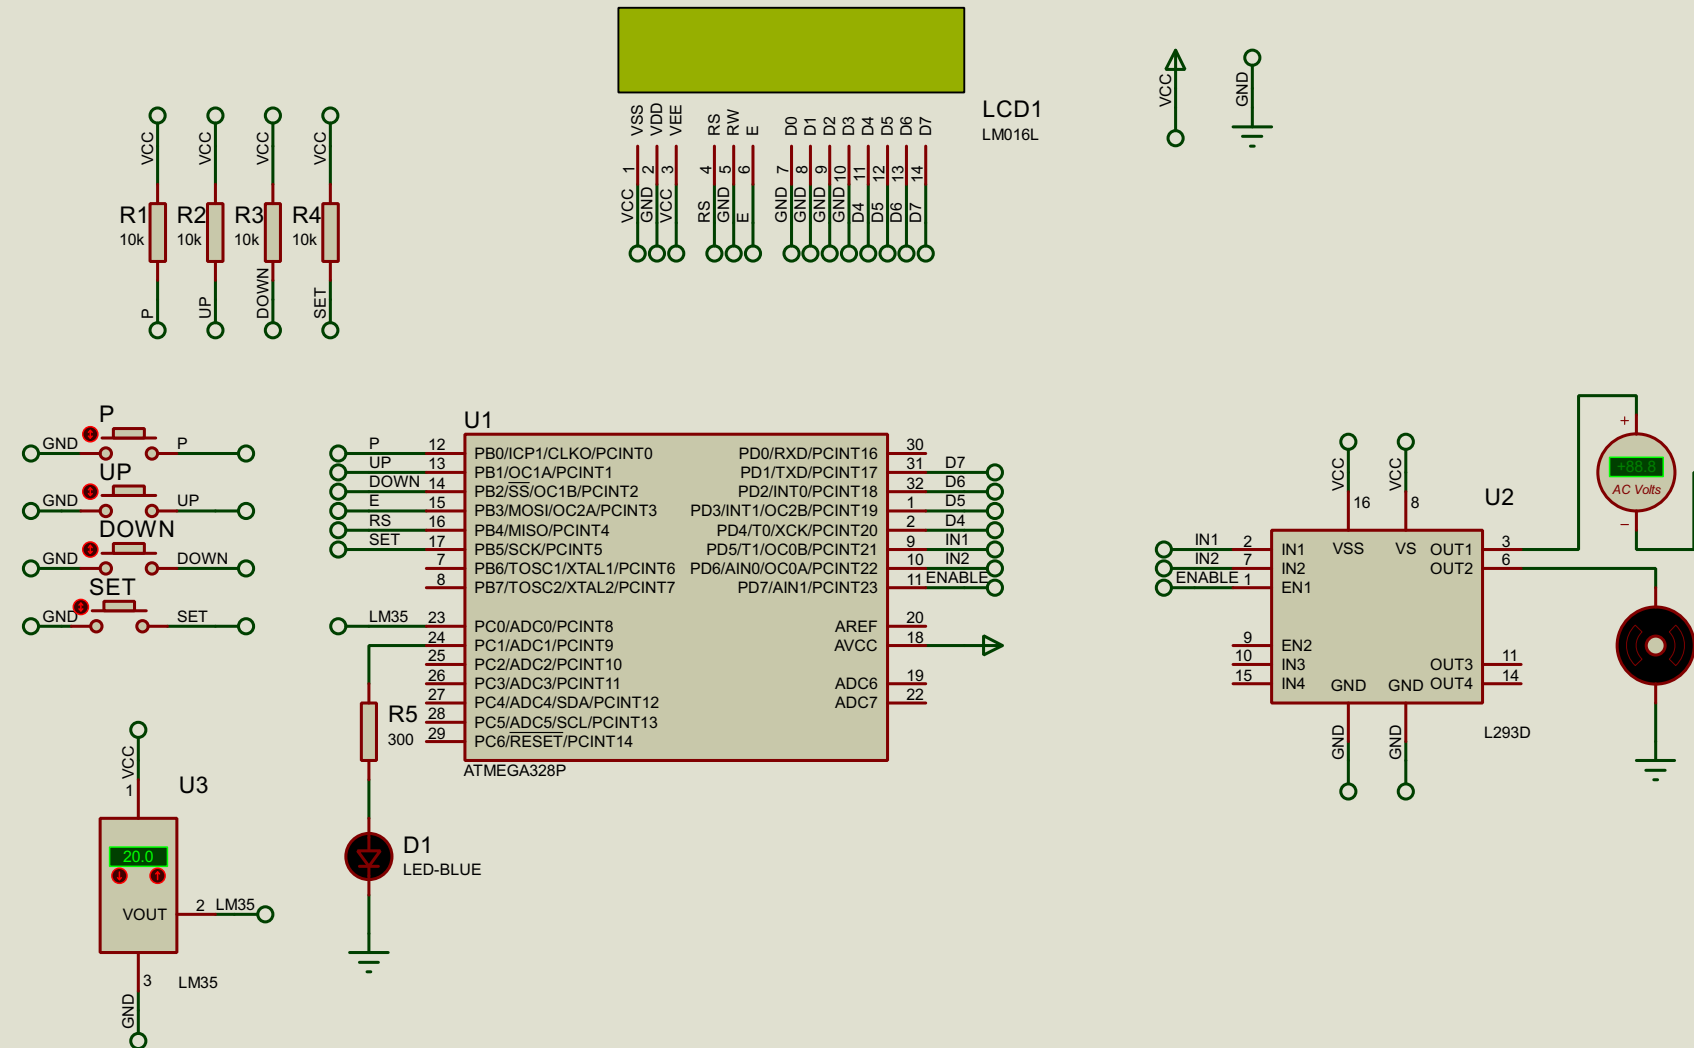 LCD1
LM016L
VSS VDD VEE RS RW E D0 D1 D2 D3 D4 D5 D6 D7
1 2 3 4 5 6 7 8 9 10 11 12 13 14
VCC GND VCC RS GND E GND GND GND GND D4 D5 D6 D7
VCC GND
VCC VCC VCC VCC
R1 R2 R3 R4
10k 10k 10k 10k
P UP DOWN SET
P
GND P
UP
GND UP
DOWN
GND DOWN
SET
GND SET
U1
P 12 PB0/ICP1/CLKO/PCINT0 PD0/RXD/PCINT16 30
UP 13 PB1/OC1A/PCINT1 PD1/TXD/PCINT17 31 D7
DOWN 14 PB2/SS/OC1B/PCINT2 PD2/INT0/PCINT18 32 D6
E 15 PB3/MOSI/OC2A/PCINT3 PD3/INT1/OC2B/PCINT19 1 D5
RS 16 PB4/MISO/PCINT4 PD4/T0/XCK/PCINT20 2 D4
SET 17 PB5/SCK/PCINT5 PD5/T1/OC0B/PCINT21 9 IN1
7 PB6/TOSC1/XTAL1/PCINT6 PD6/AIN0/OC0A/PCINT22 10 IN2
8 PB7/TOSC2/XTAL2/PCINT7 PD7/AIN1/PCINT23 11 ENABLE
LM35 23 PC0/ADC0/PCINT8 AREF 20
24 PC1/ADC1/PCINT9 AVCC 18
25 PC2/ADC2/PCINT10
26 PC3/ADC3/PCINT11 ADC6 19
27 PC4/ADC4/SDA/PCINT12 ADC7 22
28 PC5/ADC5/SCL/PCINT13
29 PC6/RESET/PCINT14
ATMEGA328P
R5
300
D1
LED-BLUE
VCC
1
U3
20.0
VOUT 2 LM35
3
LM35
GND
VCC VCC
16 8
U2
IN1 2 IN1 VSS VS OUT1 3
IN2 7 IN2 OUT2 6
ENABLE 1 EN1
9 EN2
10 IN3 OUT3 11
15 IN4 GND GND OUT4 14
L293D
GND GND
+
+88.8
AC Volts
−